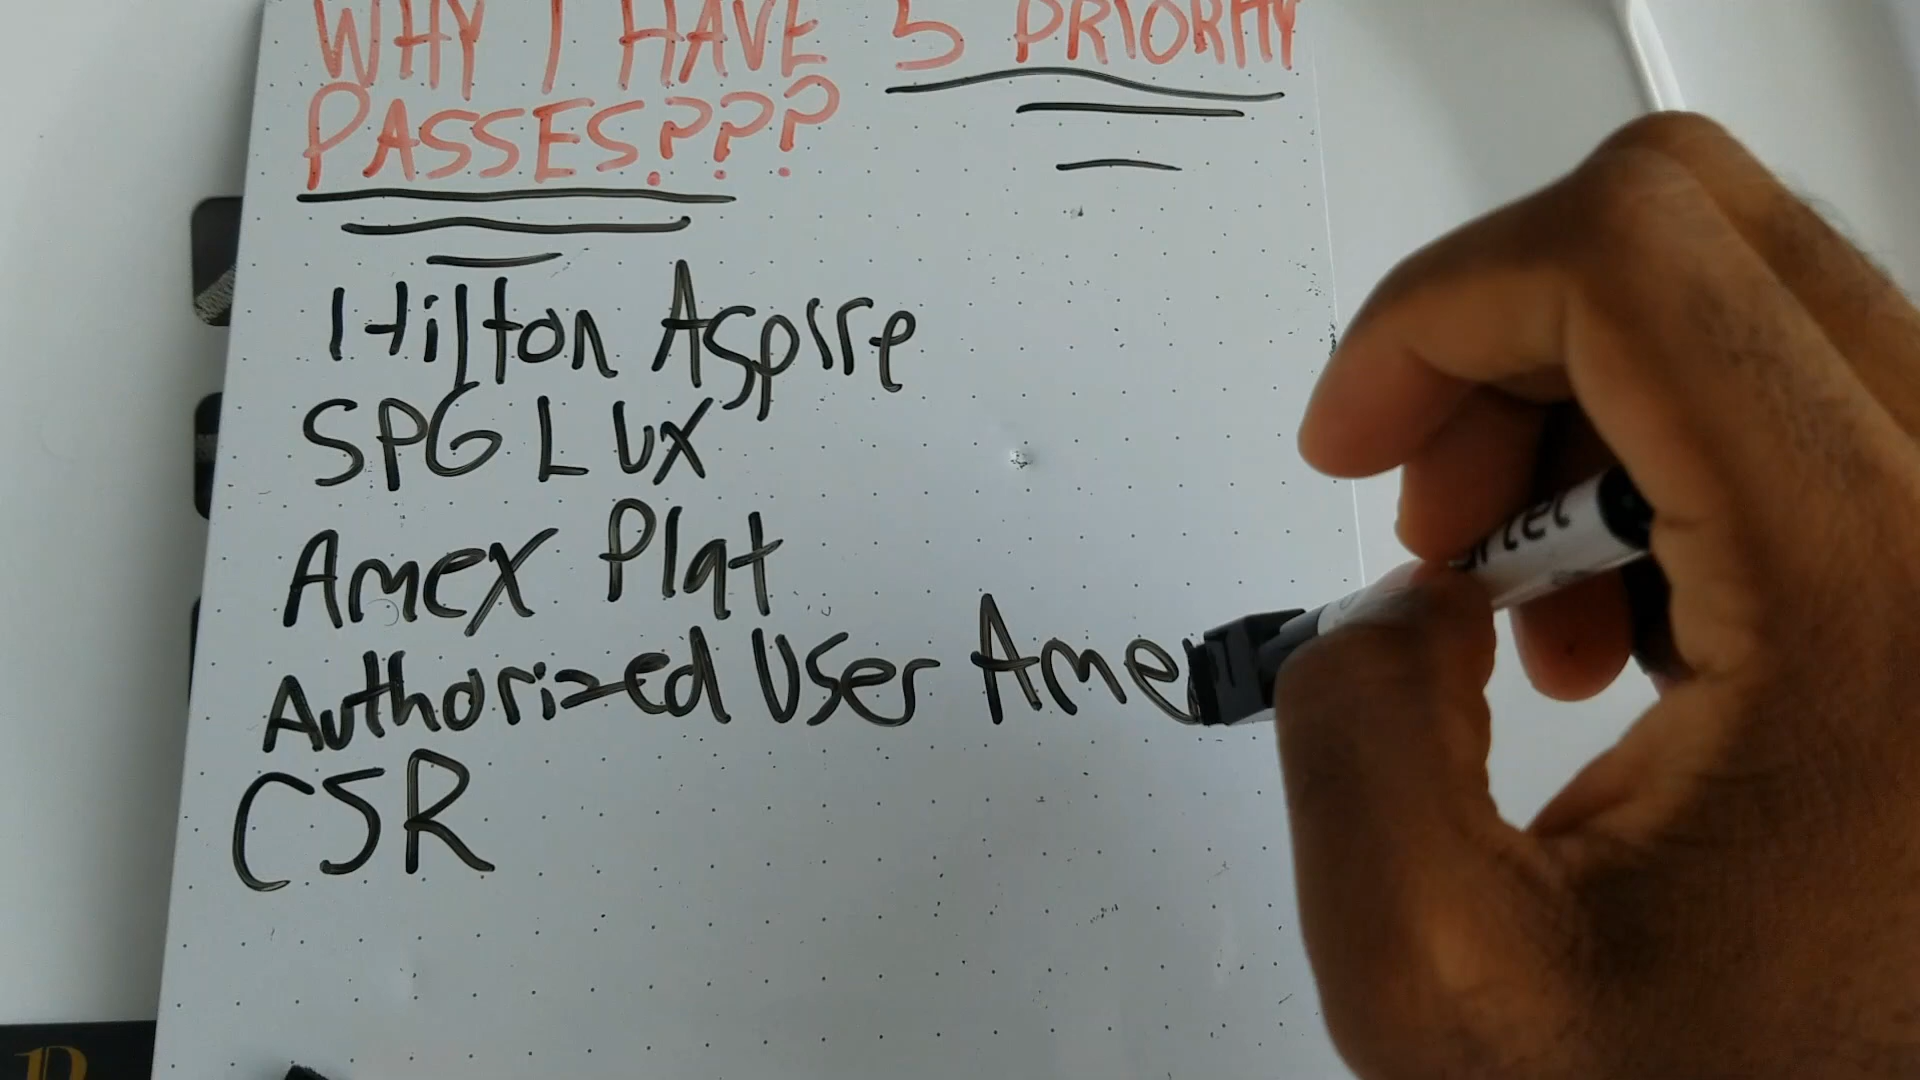 WHY I HAVE 5 PRIORITY
PASSES???
Hilton Aspire
SPG LUX
Amex Plat
Authorized User Ame
CSR